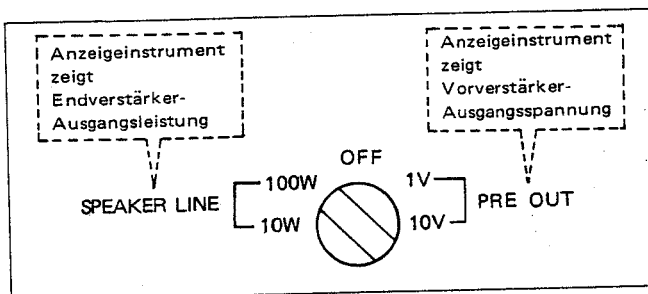 Anzeigeinstrument
zeigt
Endverstärker-
Ausgangsleistung
Anzeigeinstrument
zeigt
Vorverstärker-
Ausgangsspannung
OFF
SPEAKER LINE
100W
10W
1V
10V
PRE OUT